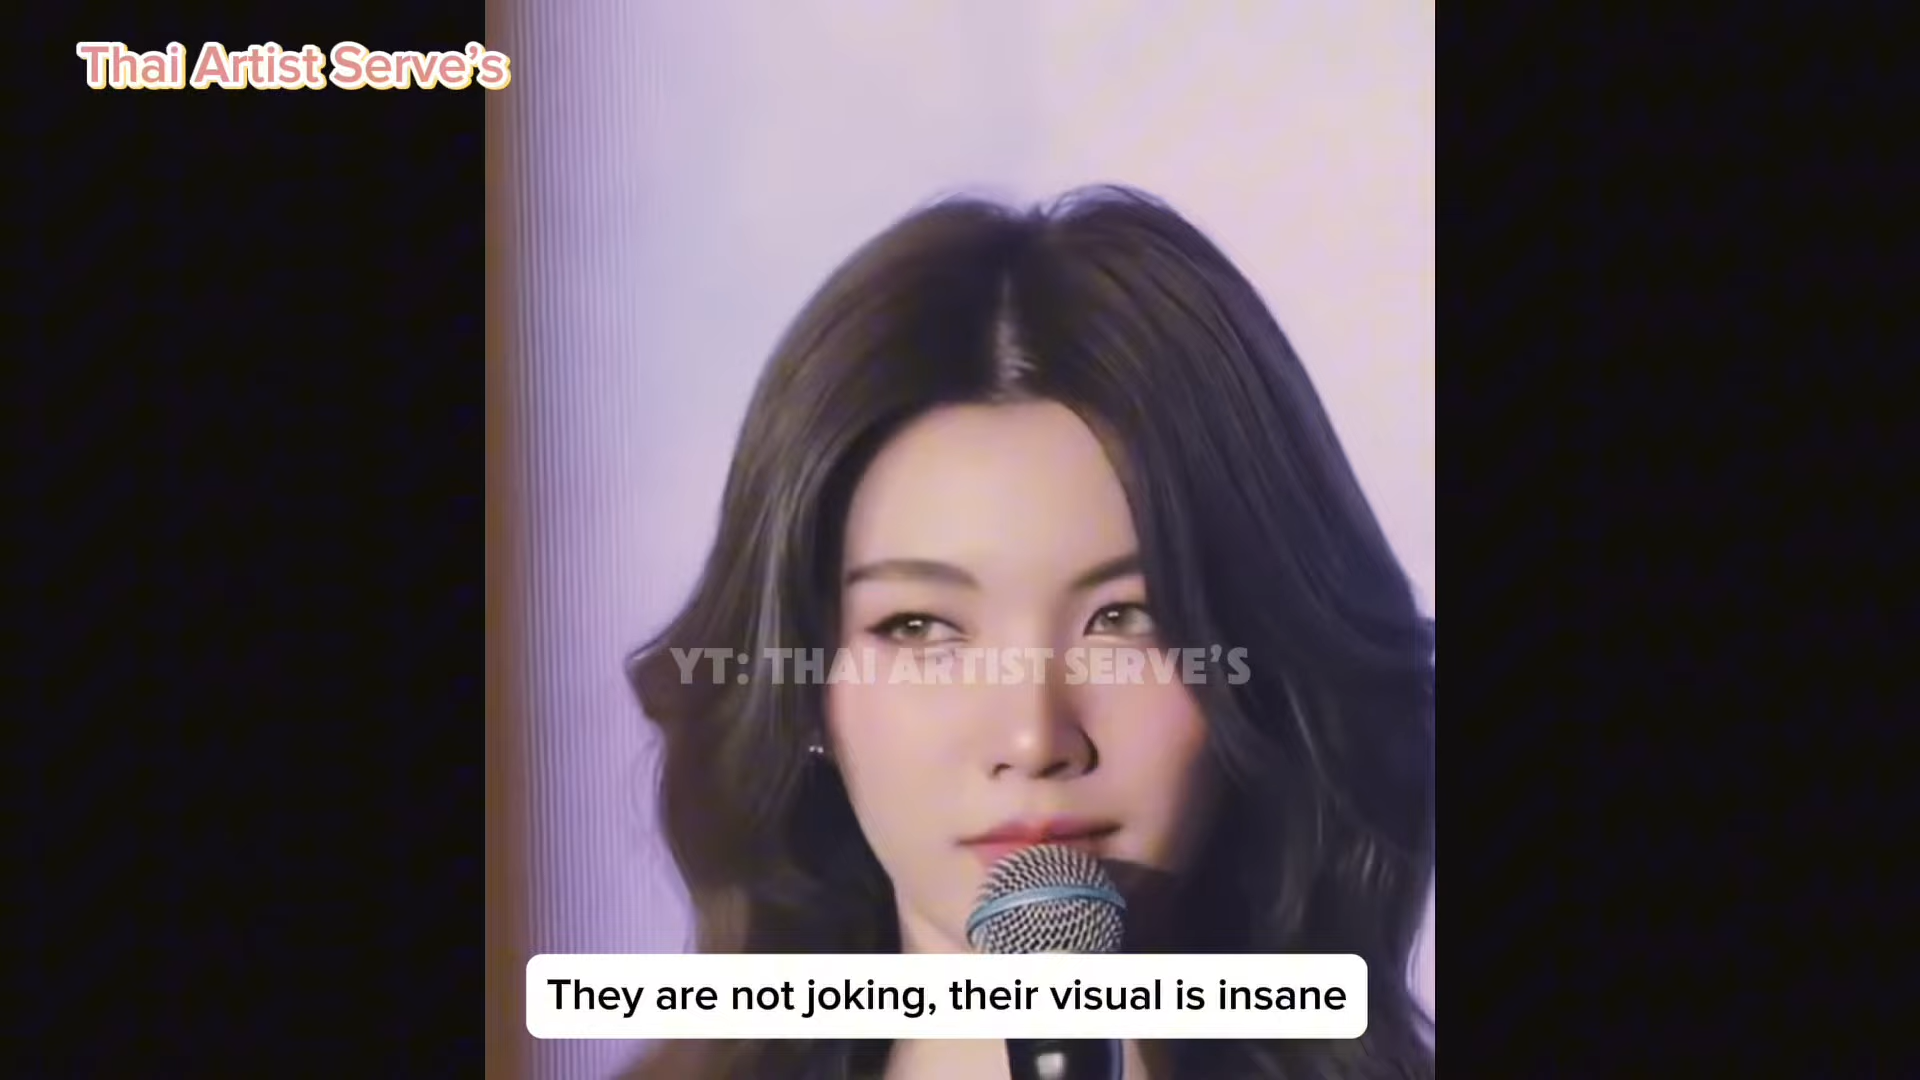 Thai Artist Serve's
YT: THAI ARTIST SERVE'S
They are not joking, their visual is insane